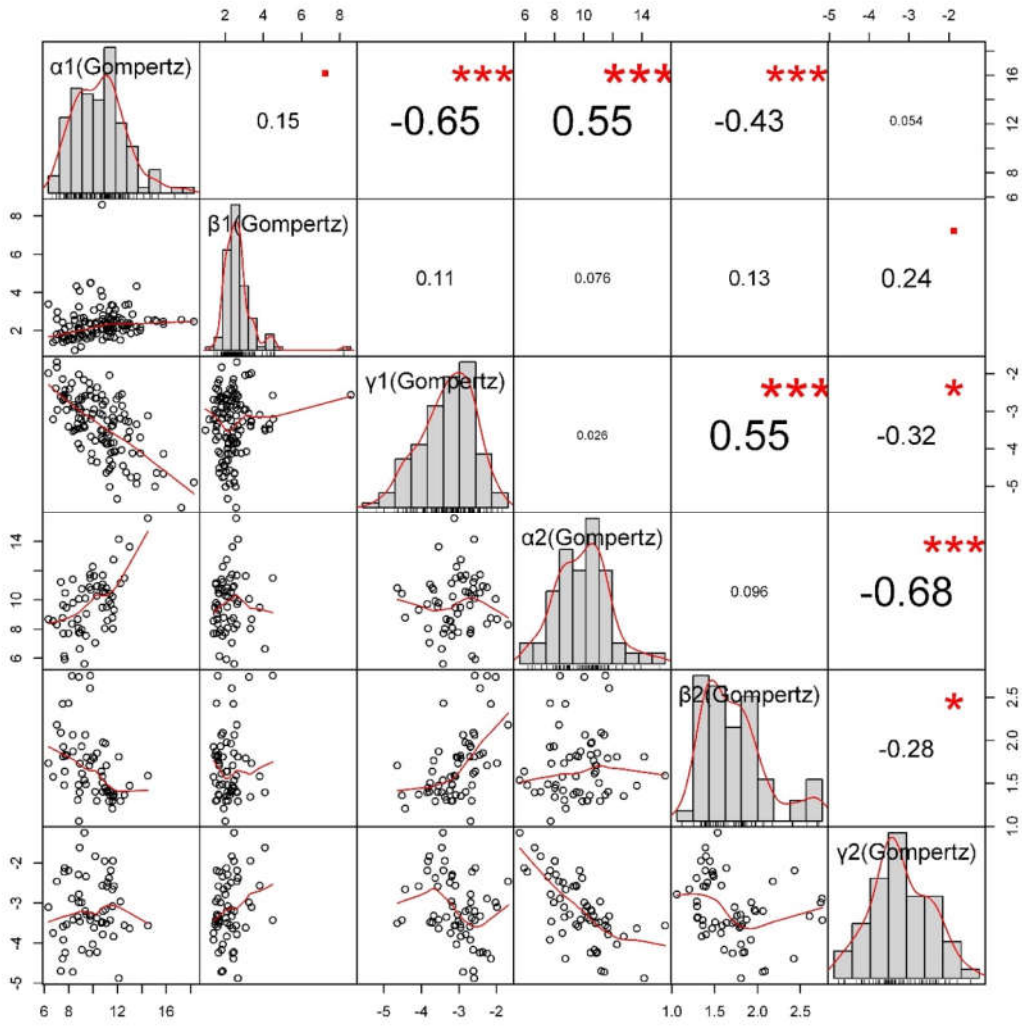 2 4 6 8
6 8 10 14
-5 -4 -3 -2 -1
α1(Gompertz)
0.15
***
-0.65
***
0.55
***
-0.43
0.054
6 8 12 16
2 4 6 8
β1(Gompertz)
0.11
0.076
0.13
0.24
γ1(Gompertz)
0.026
***
0.55
*
-0.32
-5 -4 -3 -2
6 8 10 14
α2(Gompertz)
0.096
***
-0.68
β2(Gompertz)
*
-0.28
1.0 1.5 2.0 2.5
-5 -4 -3 -2
γ2(Gompertz)
6 8 12 16
-5 -4 -3 -2
1.0 1.5 2.0 2.5